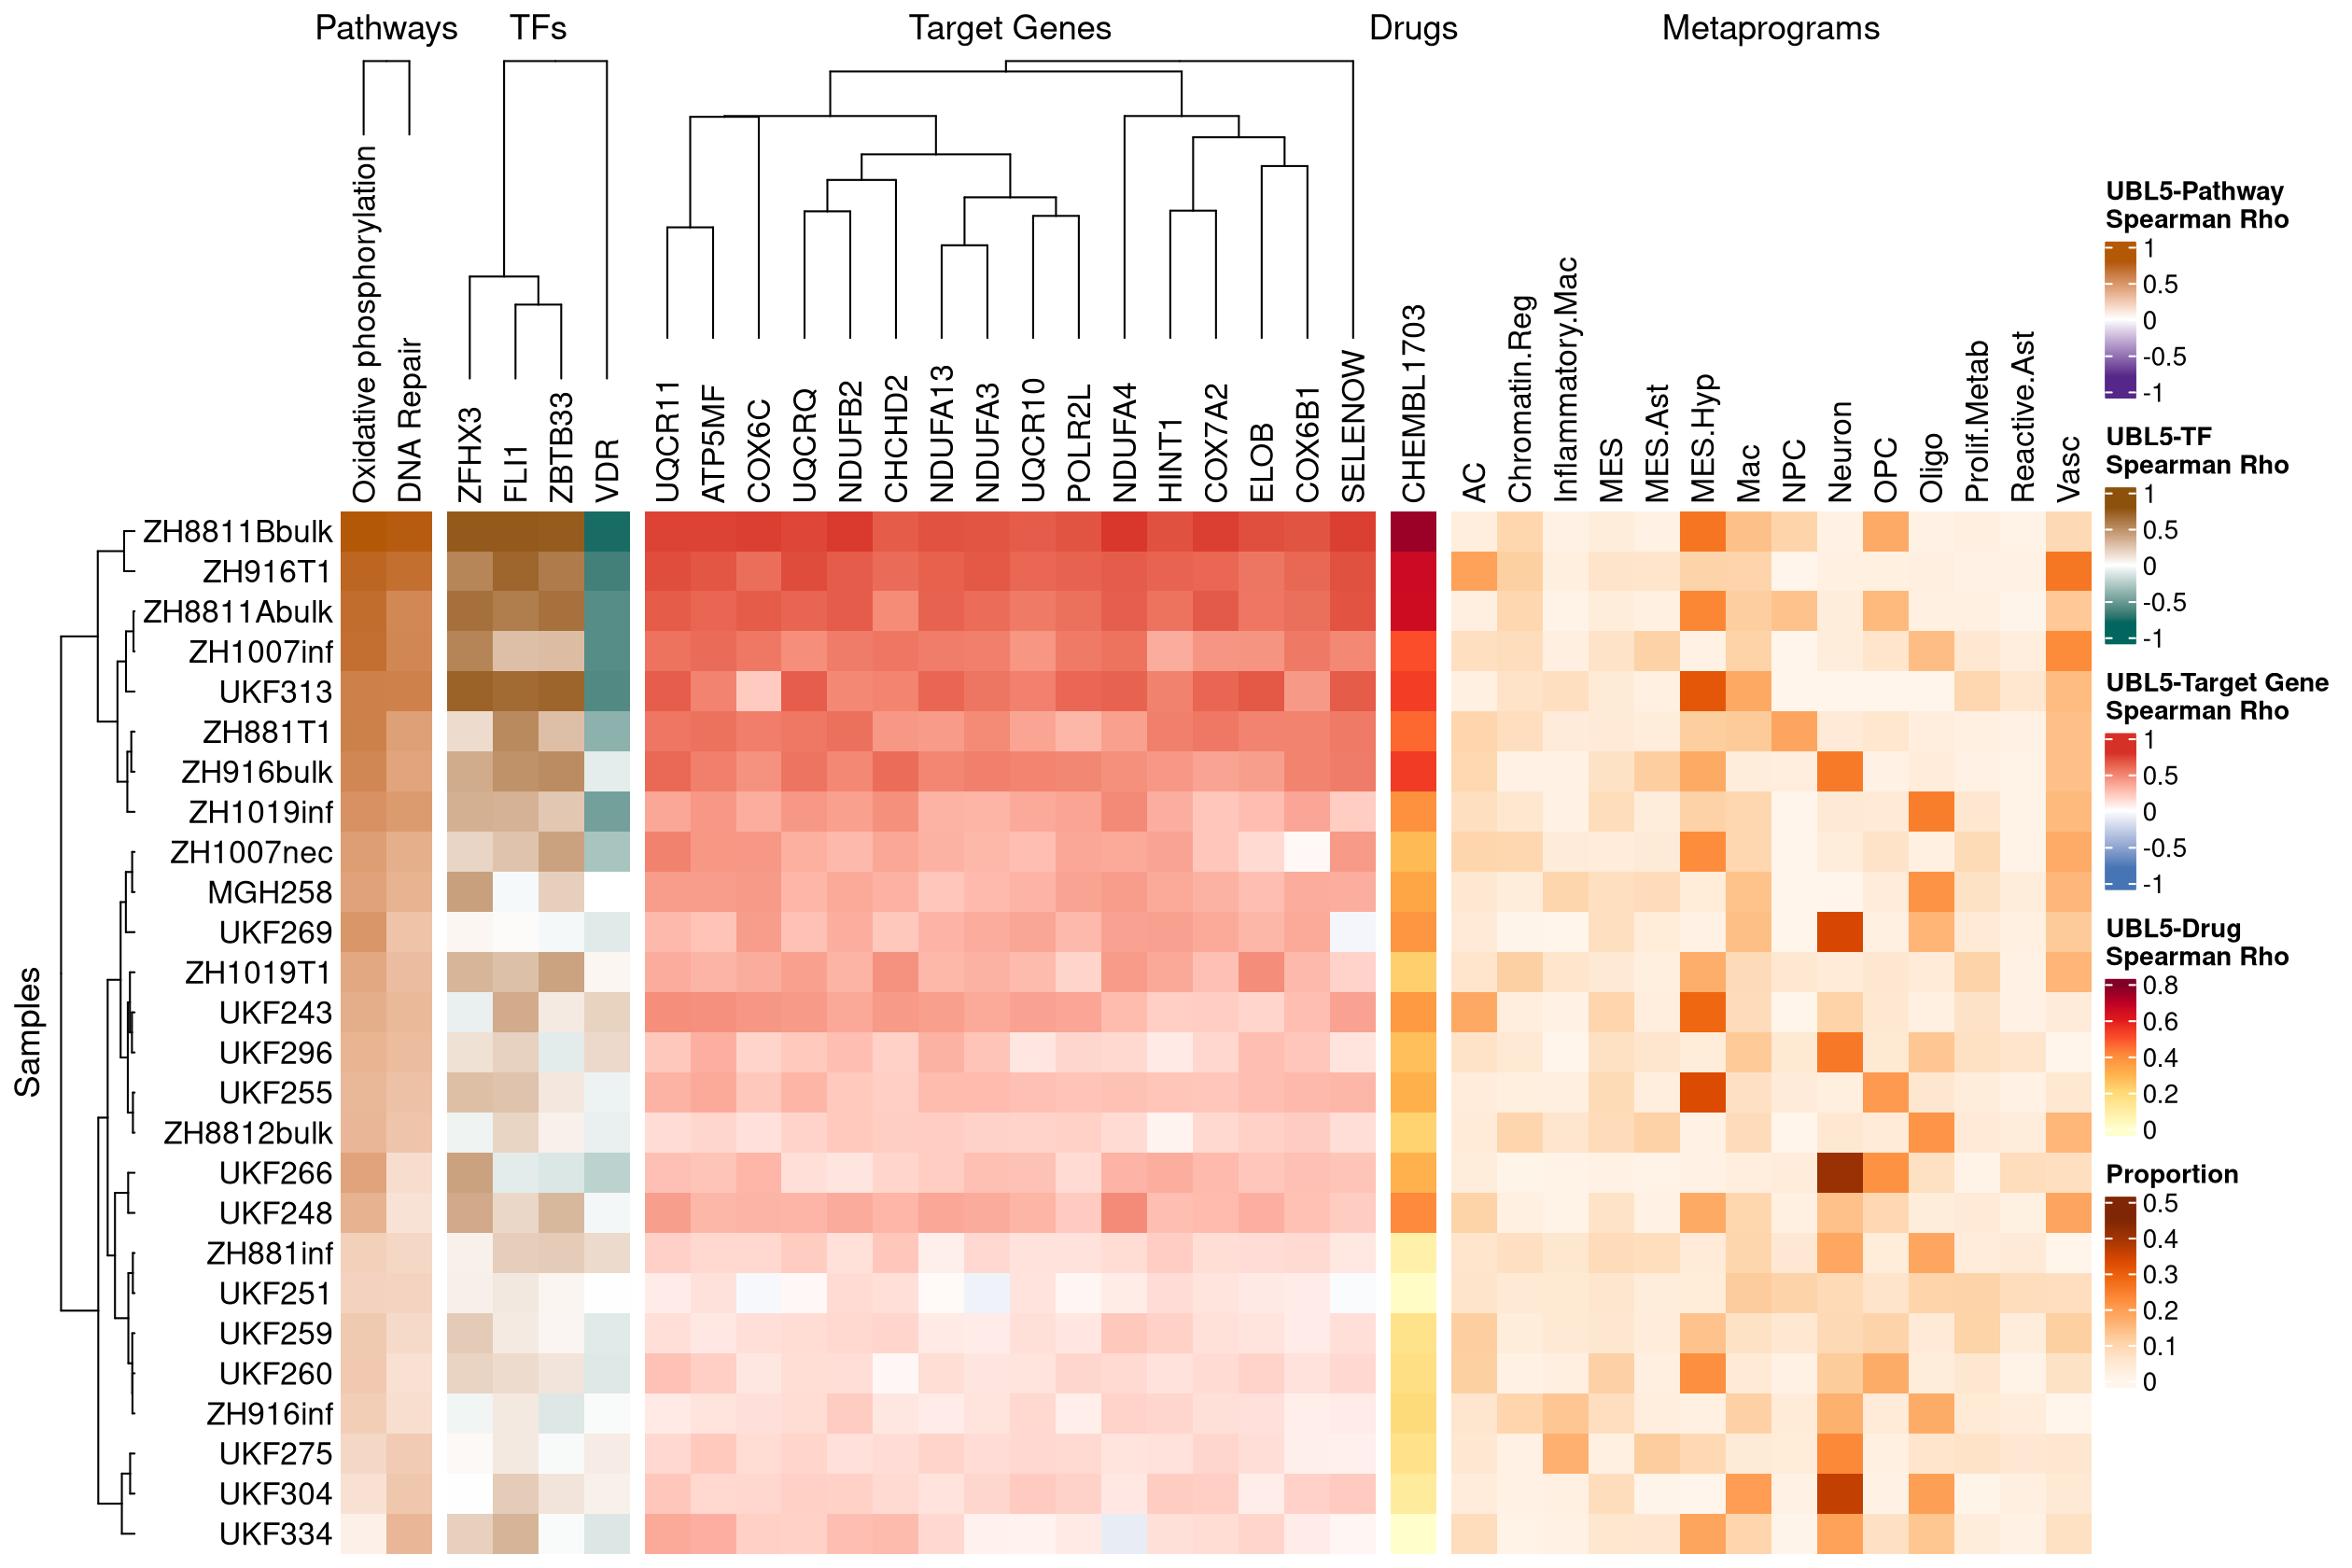 Pathways TFs Target Genes Drugs Metaprograms
Oxidative phosphorylation
DNA Repair
ZFHX3
FLI1
ZBTB33
VDR
UQCR11
ATP5MF
COX6C
UQCRQ
NDUFB2
CHCHD2
NDUFA13
NDUFA3
UQCR10
POLR2L
NDUFA4
HINT1
COX7A2
ELOB
COX6B1
SELENOW
CHEMBL1703
AC
Chromatin.Reg
Inflammatory.Mac
MES
MES.Ast
MES.Hyp
Mac
NPC
Neuron
OPC
Oligo
Prolif.Metab
Reactive.Ast
Vasc
Samples
ZH8811Bbulk
ZH916T1
ZH8811Abulk
ZH1007inf
UKF313
ZH881T1
ZH916bulk
ZH1019inf
ZH1007nec
MGH258
UKF269
ZH1019T1
UKF243
UKF296
UKF255
ZH8812bulk
UKF266
UKF248
ZH881inf
UKF251
UKF259
UKF260
ZH916inf
UKF275
UKF304
UKF334
UBL5-Pathway
Spearman Rho
1
0.5
0
-0.5
-1
UBL5-TF
Spearman Rho
1
0.5
0
-0.5
-1
UBL5-Target Gene
Spearman Rho
1
0.5
0
-0.5
-1
UBL5-Drug
Spearman Rho
0.8
0.6
0.4
0.2
0
Proportion
0.5
0.4
0.3
0.2
0.1
0